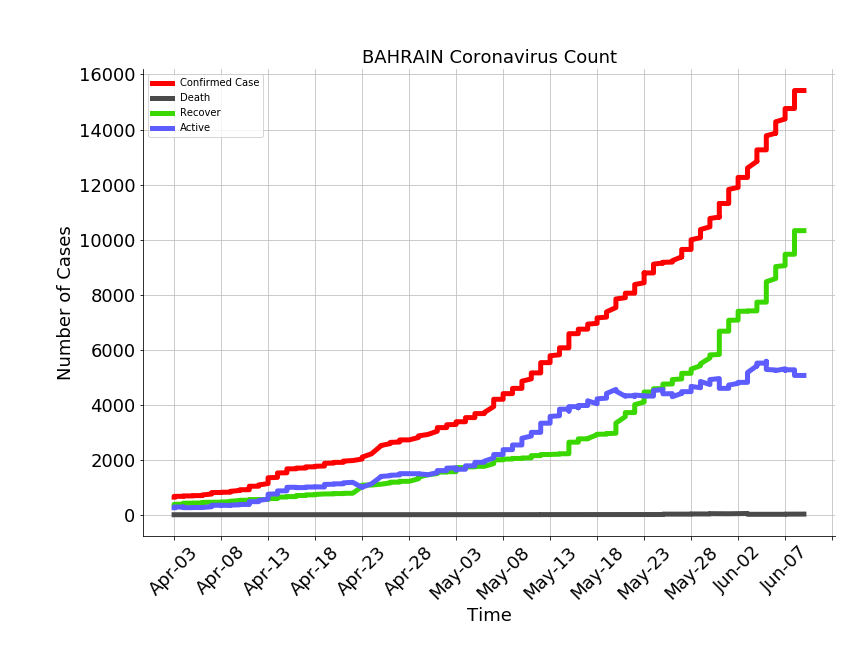 BAHRAIN Coronavirus Count
Confirmed Case
Death
Recover
Active
Number of Cases
16000
14000
12000
10000
8000
6000
4000
2000
0
Apr-03
Apr-08
Apr-13
Apr-18
Apr-23
Apr-28
May-03
May-08
May-13
May-18
May-23
May-28
Jun-02
Jun-07
Time